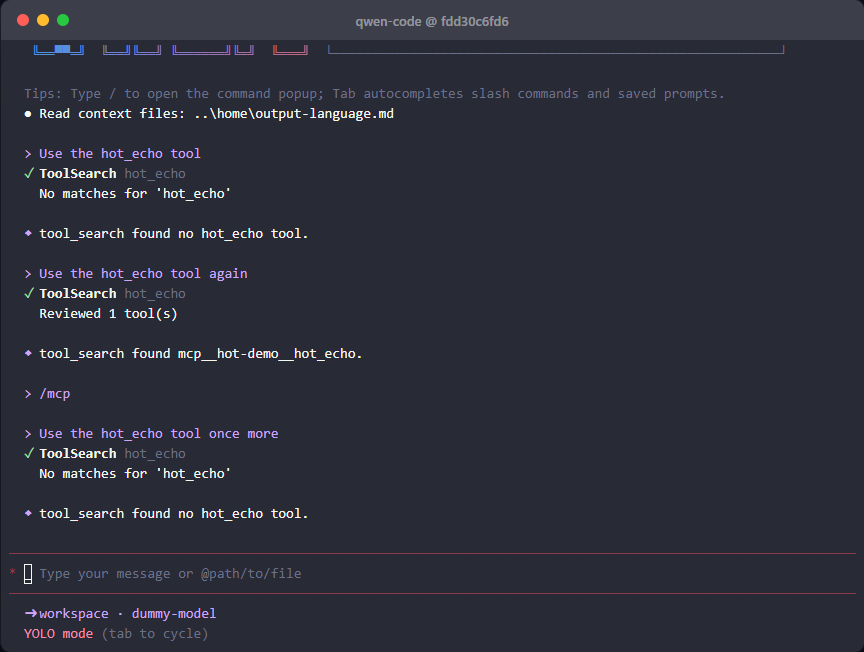 qwen-code @ fdd30c6fd6
Tips: Type / to open the command popup; Tab autocompletes slash commands and saved prompts.
● Read context files: ..\home\output-language.md
> Use the hot_echo tool
✓ ToolSearch hot_echo
No matches for 'hot_echo'
✦ tool_search found no hot_echo tool.
> Use the hot_echo tool again
✓ ToolSearch hot_echo
Reviewed 1 tool(s)
✦ tool_search found mcp__hot-demo__hot_echo.
> /mcp
> Use the hot_echo tool once more
✓ ToolSearch hot_echo
No matches for 'hot_echo'
✦ tool_search found no hot_echo tool.
* Type your message or @path/to/file
➜workspace · dummy-model
YOLO mode (tab to cycle)